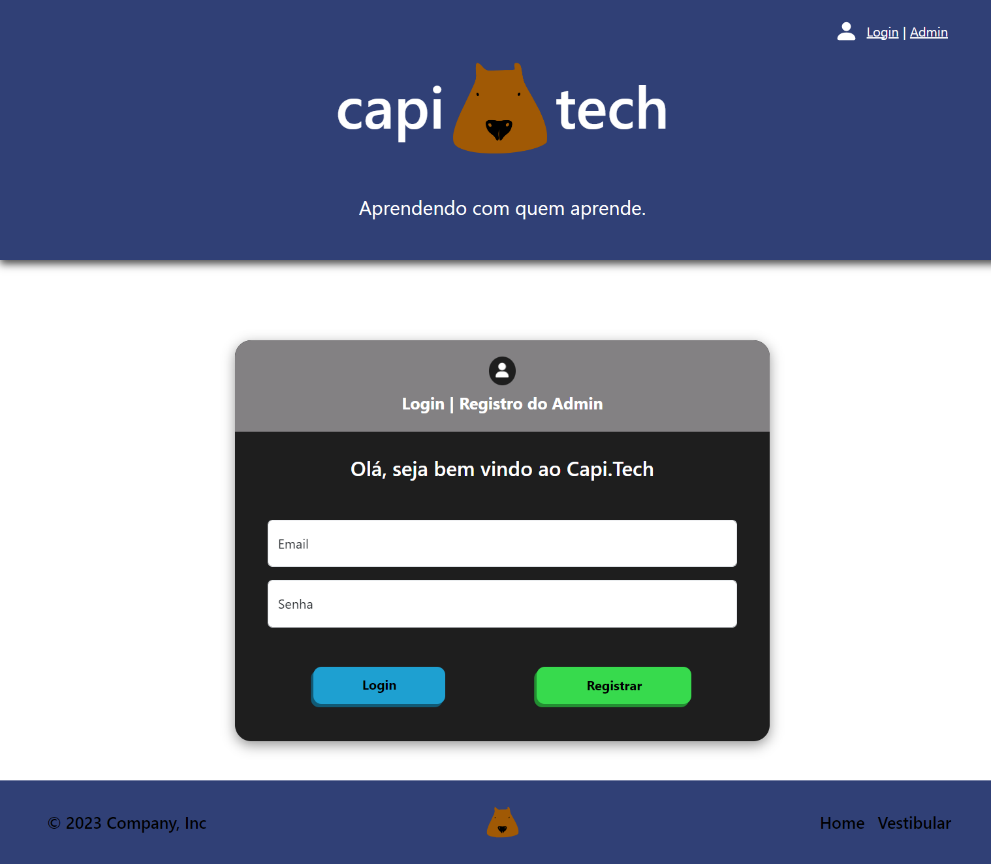 Login | Admin
capi tech
Aprendendo com quem aprende.
Login | Registro do Admin
Olá, seja bem vindo ao Capi.Tech
Email
Senha
Login Registrar
© 2023 Company, Inc Home Vestibular